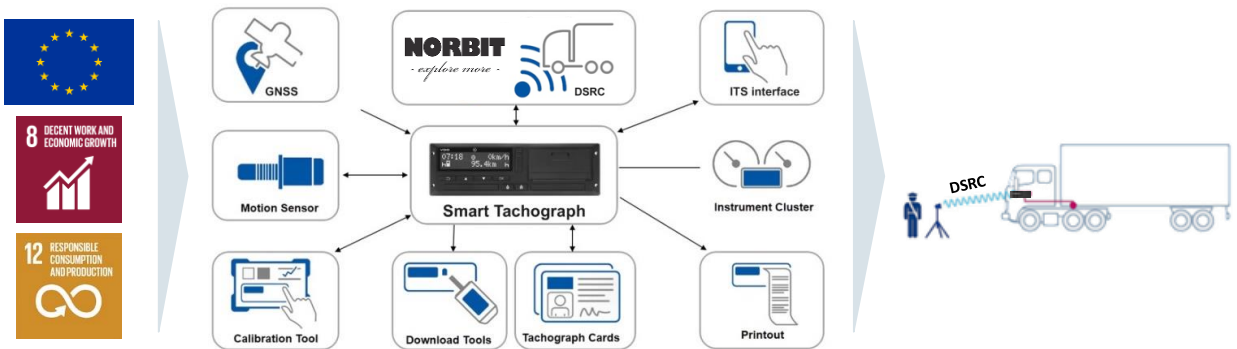 8 DECENT WORK AND
ECONOMIC GROWTH
12 RESPONSIBLE
CONSUMPTION
AND PRODUCTION
GNSS
NORBIT
- explore more -
DSRC
ITS interface
Motion Sensor
07:18 0km/h
95.4km
Smart Tachograph
Instrument Cluster
Calibration Tool
Download Tools
Tachograph Cards
Printout
DSRC